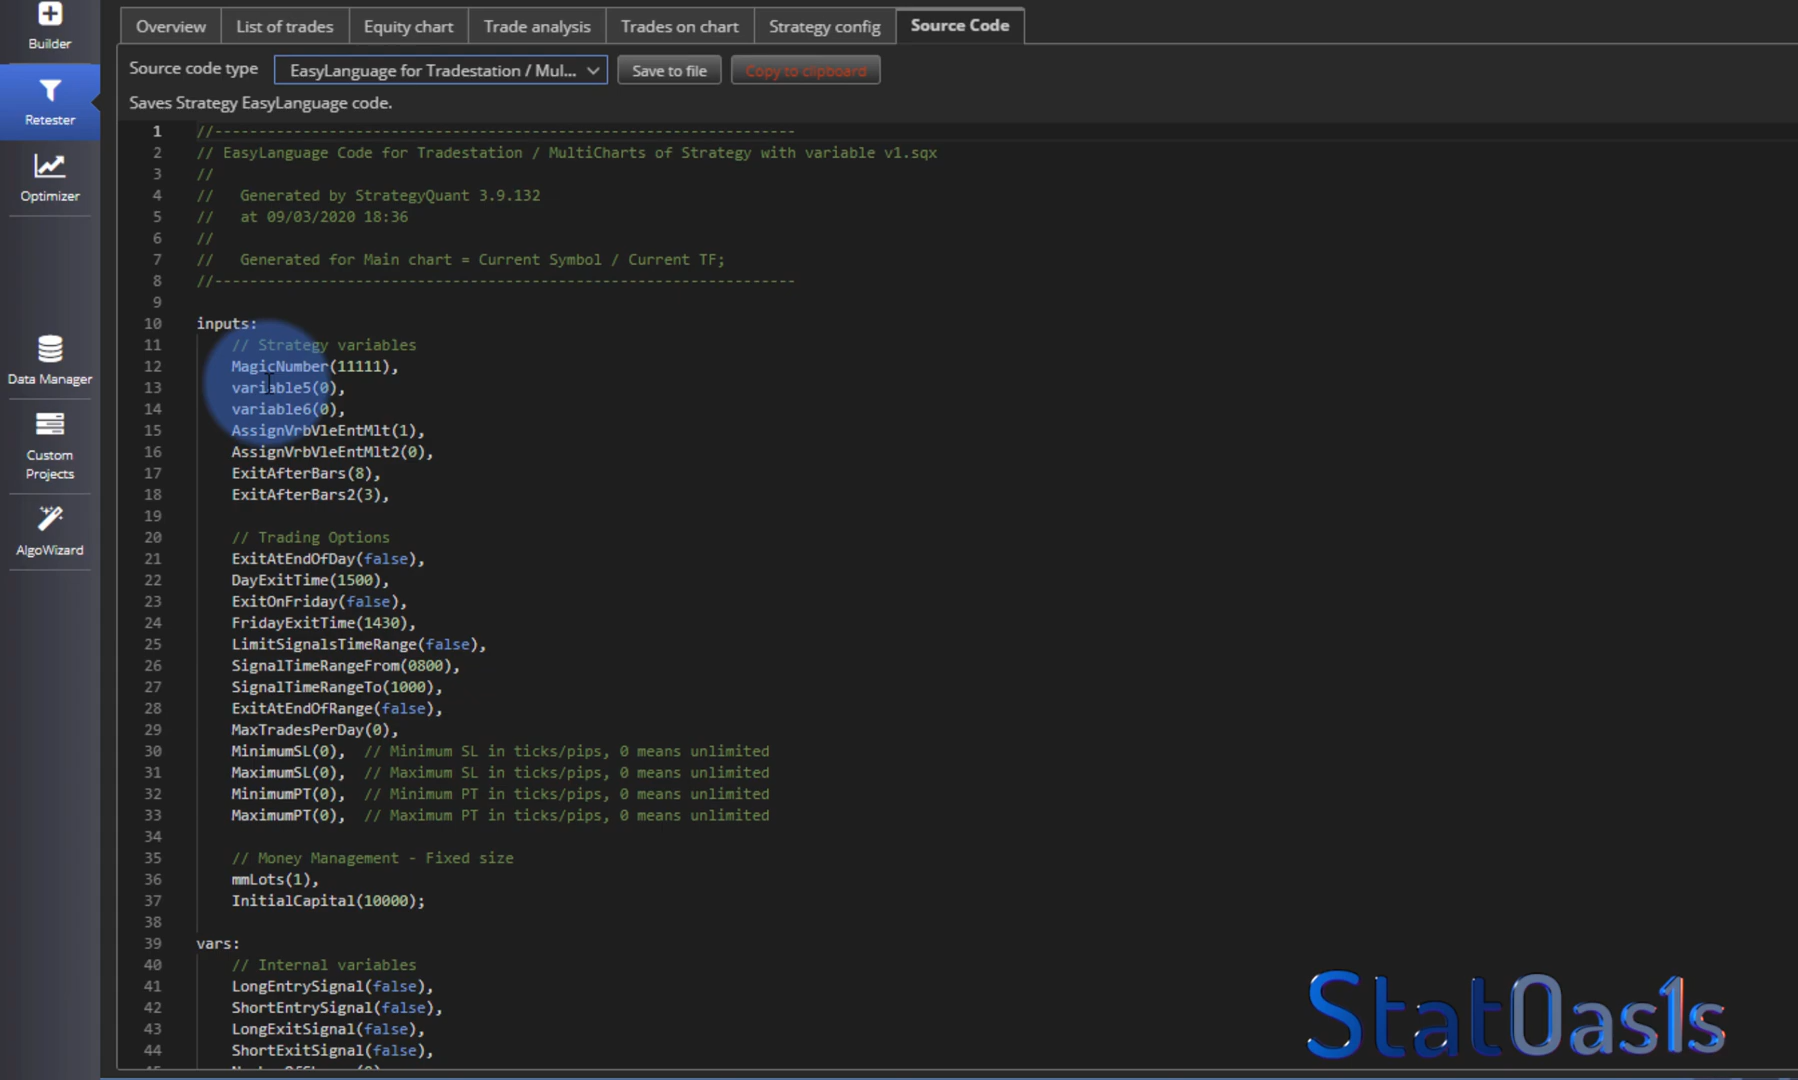 Builder
Retester
Optimizer
Data Manager
Custom
Projects
AlgoWizard
Overview
List of trades
Equity chart
Trade analysis
Trades on chart
Strategy config
Source Code
Source code type
EasyLanguage for Tradestation / Mul...
Save to file
Copy to clipboard
Saves Strategy EasyLanguage code.
1 //------------------------------------------------------------------
2 // EasyLanguage Code for Tradestation / MultiCharts of Strategy with variable v1.sqx
3 //
4 // Generated by StrategyQuant 3.9.132
5 // at 09/03/2020 18:36
6 //
7 // Generated for Main chart = Current Symbol / Current TF;
8 //------------------------------------------------------------------
9
10 inputs:
11 // Strategy variables
12 MagicNumber(11111),
13 variable5(0),
14 variable6(0),
15 AssignVrbVleEntMlt(1),
16 AssignVrbVleEntMlt2(0),
17 ExitAfterBars(8),
18 ExitAfterBars2(3),
19
20 // Trading Options
21 ExitAtEndOfDay(false),
22 DayExitTime(1500),
23 ExitOnFriday(false),
24 FridayExitTime(1430),
25 LimitSignalsTimeRange(false),
26 SignalTimeRangeFrom(0800),
27 SignalTimeRangeTo(1000),
28 ExitAtEndOfRange(false),
29 MaxTradesPerDay(0),
30 MinimumSL(0), // Minimum SL in ticks/pips, 0 means unlimited
31 MaximumSL(0), // Maximum SL in ticks/pips, 0 means unlimited
32 MinimumPT(0), // Minimum PT in ticks/pips, 0 means unlimited
33 MaximumPT(0), // Maximum PT in ticks/pips, 0 means unlimited
34
35 // Money Management - Fixed size
36 mmLots(1),
37 InitialCapital(10000);
38
39 vars:
40 // Internal variables
41 LongEntrySignal(false),
42 ShortEntrySignal(false),
43 LongExitSignal(false),
44 ShortExitSignal(false),
StatOas1s